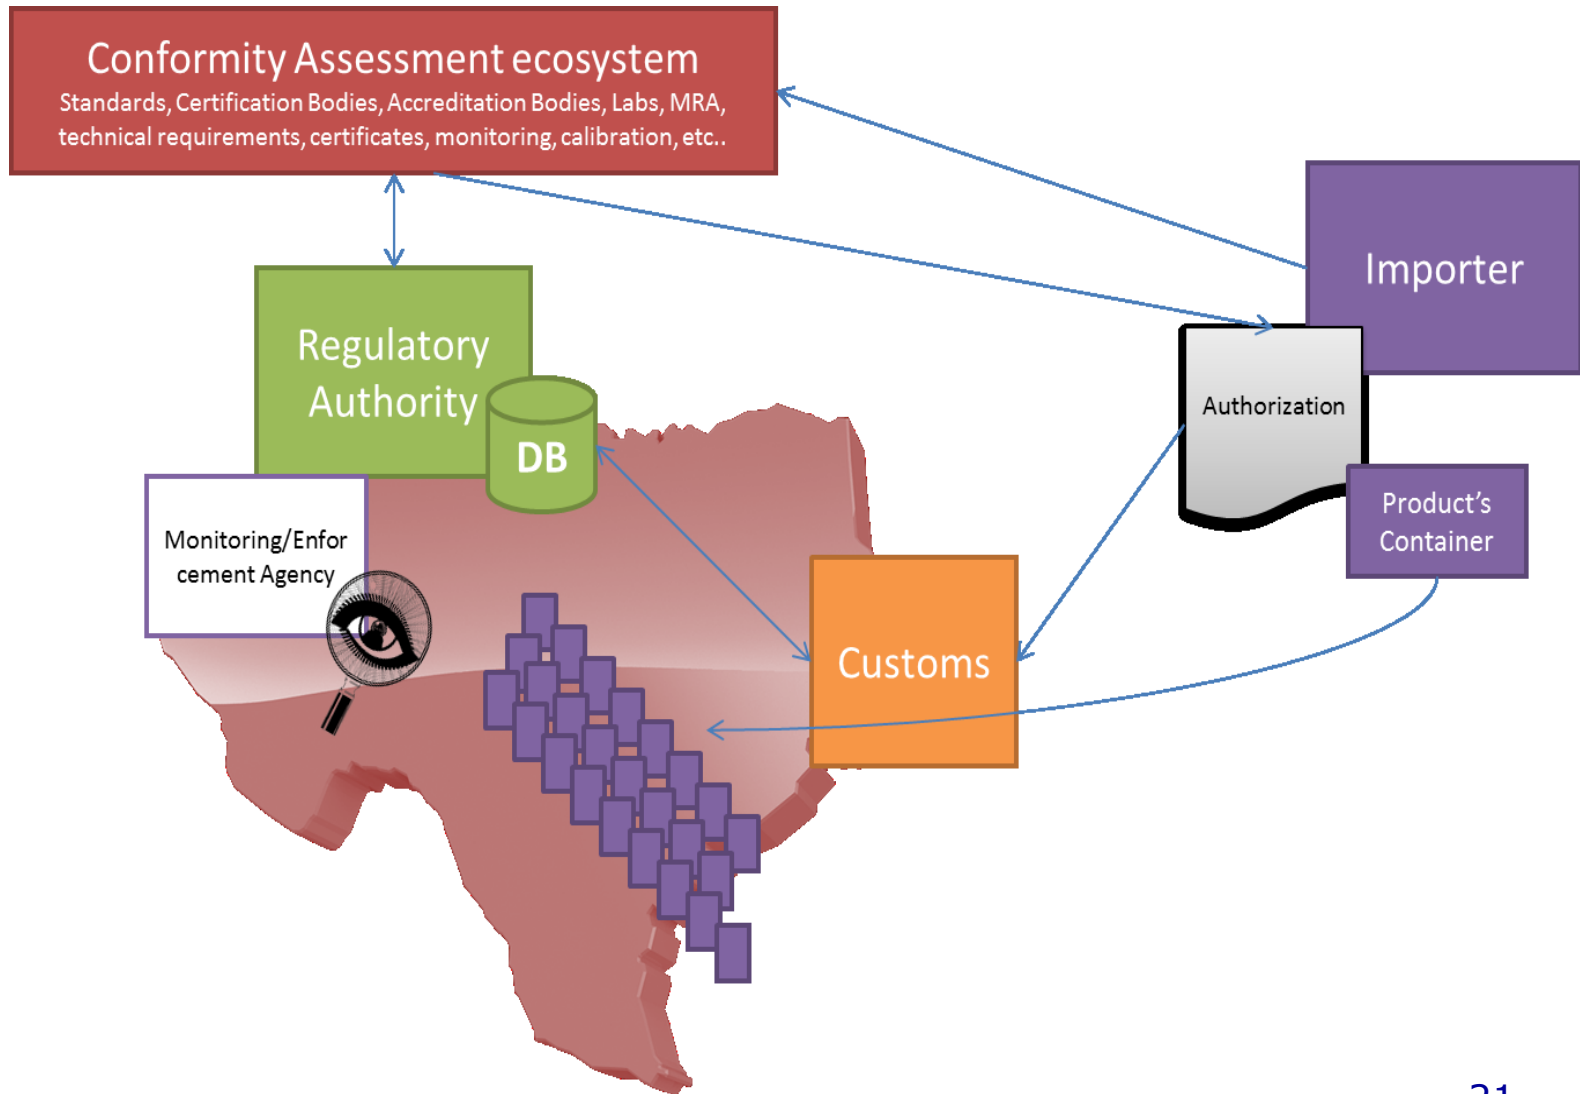 Conformity Assessment ecosystem
Standards, Certification Bodies, Accreditation Bodies, Labs, MRA,
technical requirements, certificates, monitoring, calibration, etc..
Importer
Regulatory
Authority
DB
Authorization
Product's
Container
Monitoring/Enfor
cement Agency
Customs